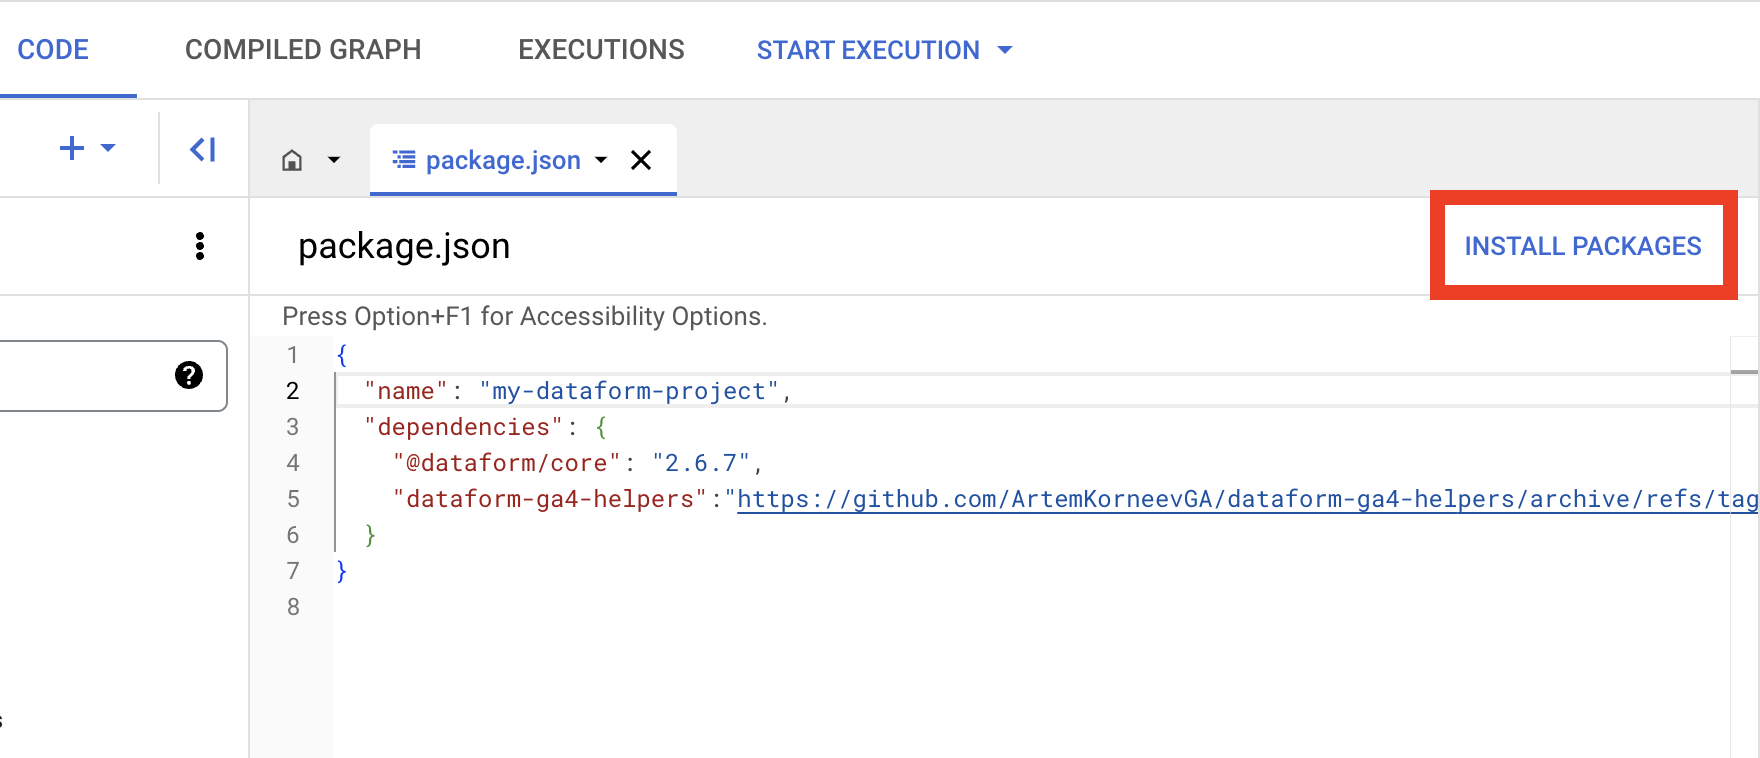 CODE COMPILED GRAPH EXECUTIONS START EXECUTION
package.json
package.json INSTALL PACKAGES
Press Option+F1 for Accessibility Options.
1 {
2 "name": "my-dataform-project",
3 "dependencies": {
4 "@dataform/core": "2.6.7",
5 "dataform-ga4-helpers":"https://github.com/ArtemKorneevGA/dataform-ga4-helpers/archive/refs/tag
6 }
7 }
8
s